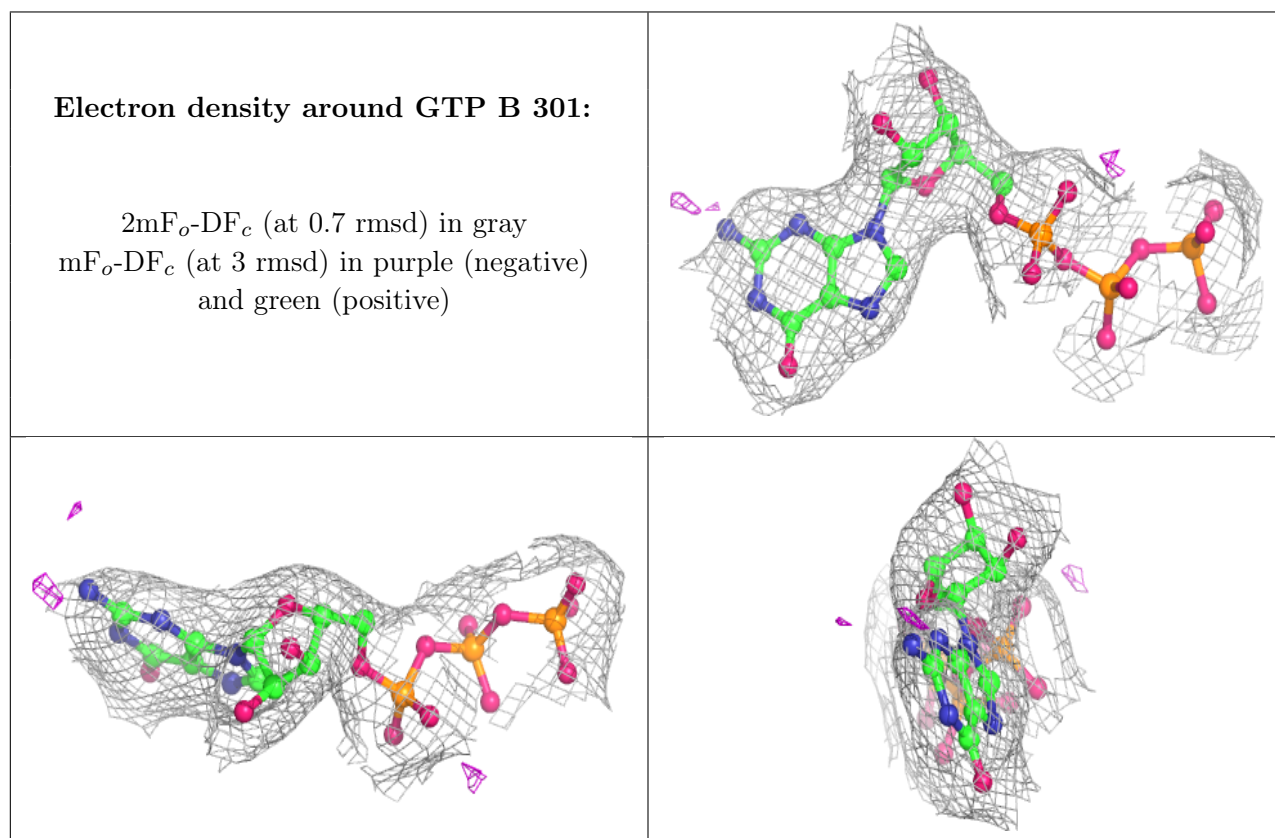 Electron density around GTP B 301:
2mFo-DFc (at 0.7 rmsd) in gray
mFo-DFc (at 3 rmsd) in purple (negative)
and green (positive)